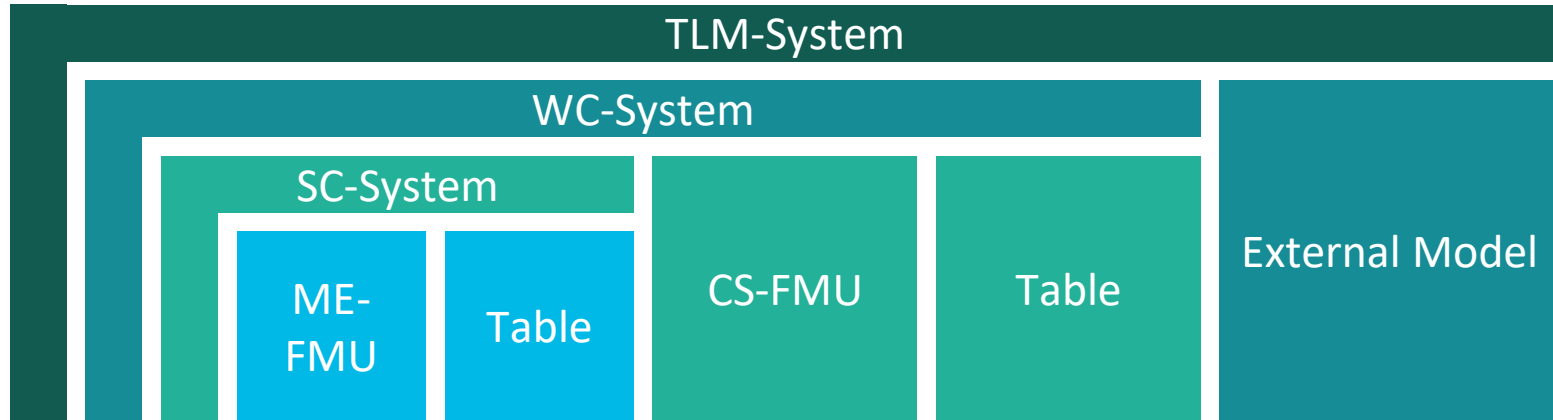 TLM-System
WC-System
SC-System
ME-
FMU
Table
CS-FMU
Table
External Model